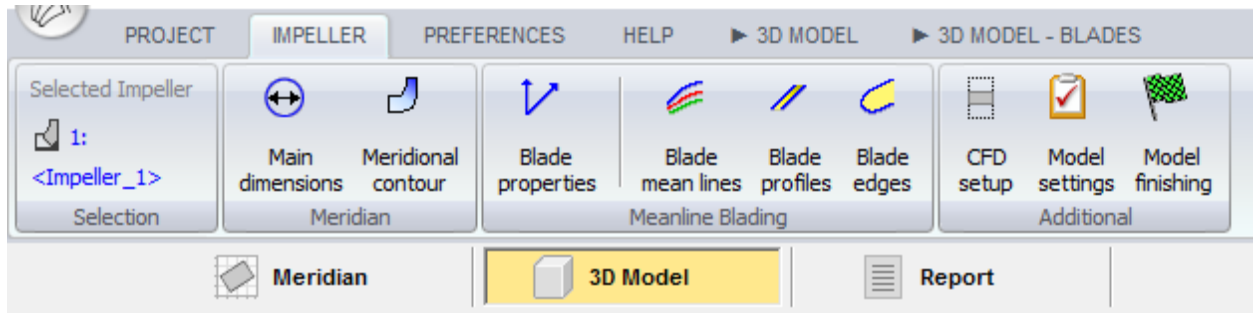 PROJECT IMPELLER PREFERENCES HELP ▶ 3D MODEL ▶ 3D MODEL - BLADES
Selected Impeller
1:
<Impeller_1>
Selection
Main
dimensions
Meridional
contour
Meridian
Blade
properties
Blade
mean lines
Blade
profiles
Blade
edges
Meanline Blading
CFD
setup
Model
settings
Model
finishing
Additional
Meridian 3D Model Report